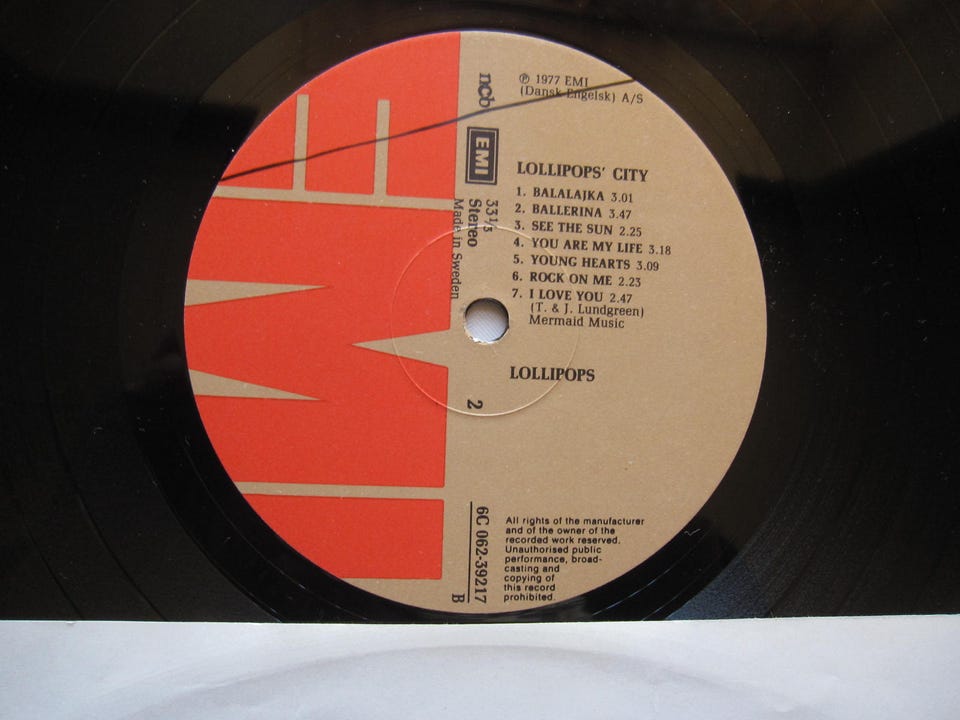 ℗ 1977 EMI
(Dansk-Engelsk) A/S
ncb
EMI
33⅓
Stereo
Made in Sweden
LOLLIPOPS' CITY
1. BALALAJKA 3.01
2. BALLERINA 3.47
3. SEE THE SUN 2.25
4. YOU ARE MY LIFE 3.18
5. YOUNG HEARTS 3.09
6. ROCK ON ME 2.23
7. I LOVE YOU 2.47
(T. & J. Lundgreen)
Mermaid Music
LOLLIPOPS
2
6C 062-39217
B
All rights of the manufacturer
and of the owner of the
recorded work reserved.
Unauthorised public
performance, broad-
casting and
copying of
this record
prohibited.
EMI